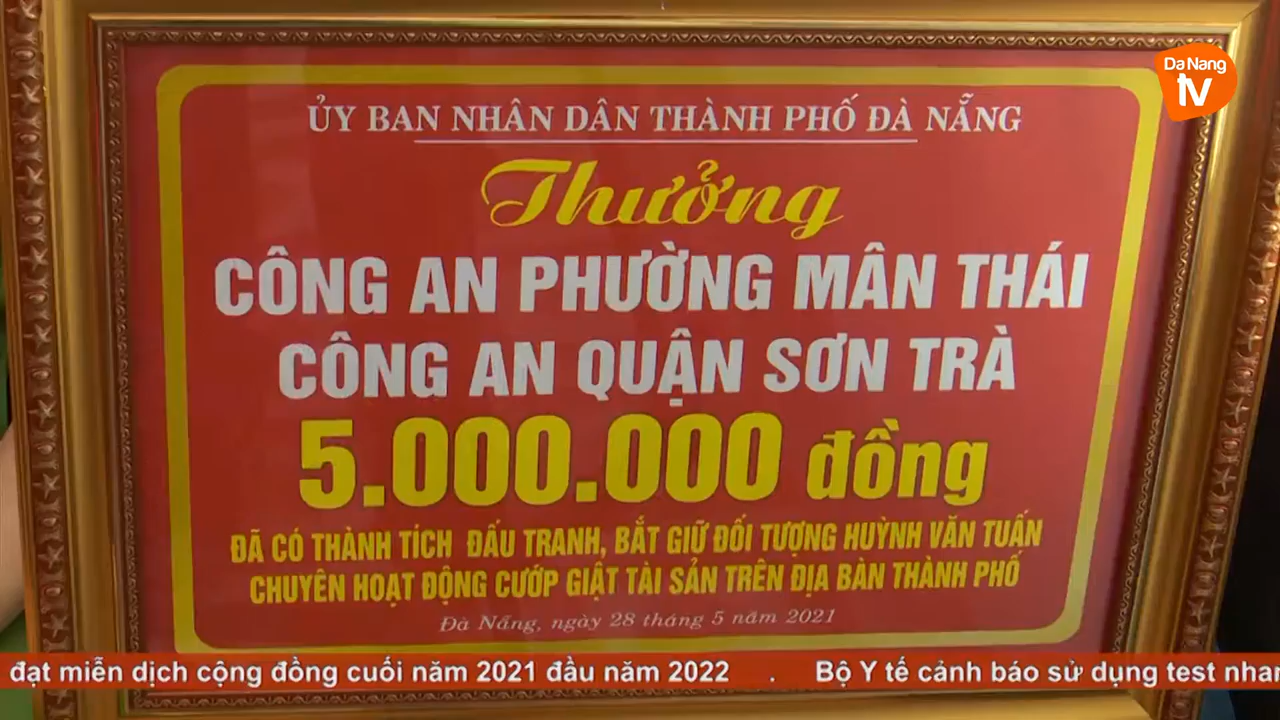 Da Nang
tv
ỦY BAN NHÂN DÂN THÀNH PHỐ ĐÀ NẴNG
Thưởng
CÔNG AN PHƯỜNG MÂN THÁI
CÔNG AN QUẬN SƠN TRÀ
5.000.000 đồng
ĐÃ CÓ THÀNH TÍCH ĐẤU TRANH, BẮT GIỮ ĐỐI TƯỢNG HUỲNH VĂN TUẤN
CHUYÊN HOẠT ĐỘNG CƯỚP GIẬT TÀI SẢN TRÊN ĐỊA BÀN THÀNH PHỐ
Đà Nẵng, ngày 28 tháng 5 năm 2021
đạt miễn dịch cộng đồng cuối năm 2021 đầu năm 2022 . Bộ Y tế cảnh báo sử dụng test nhan